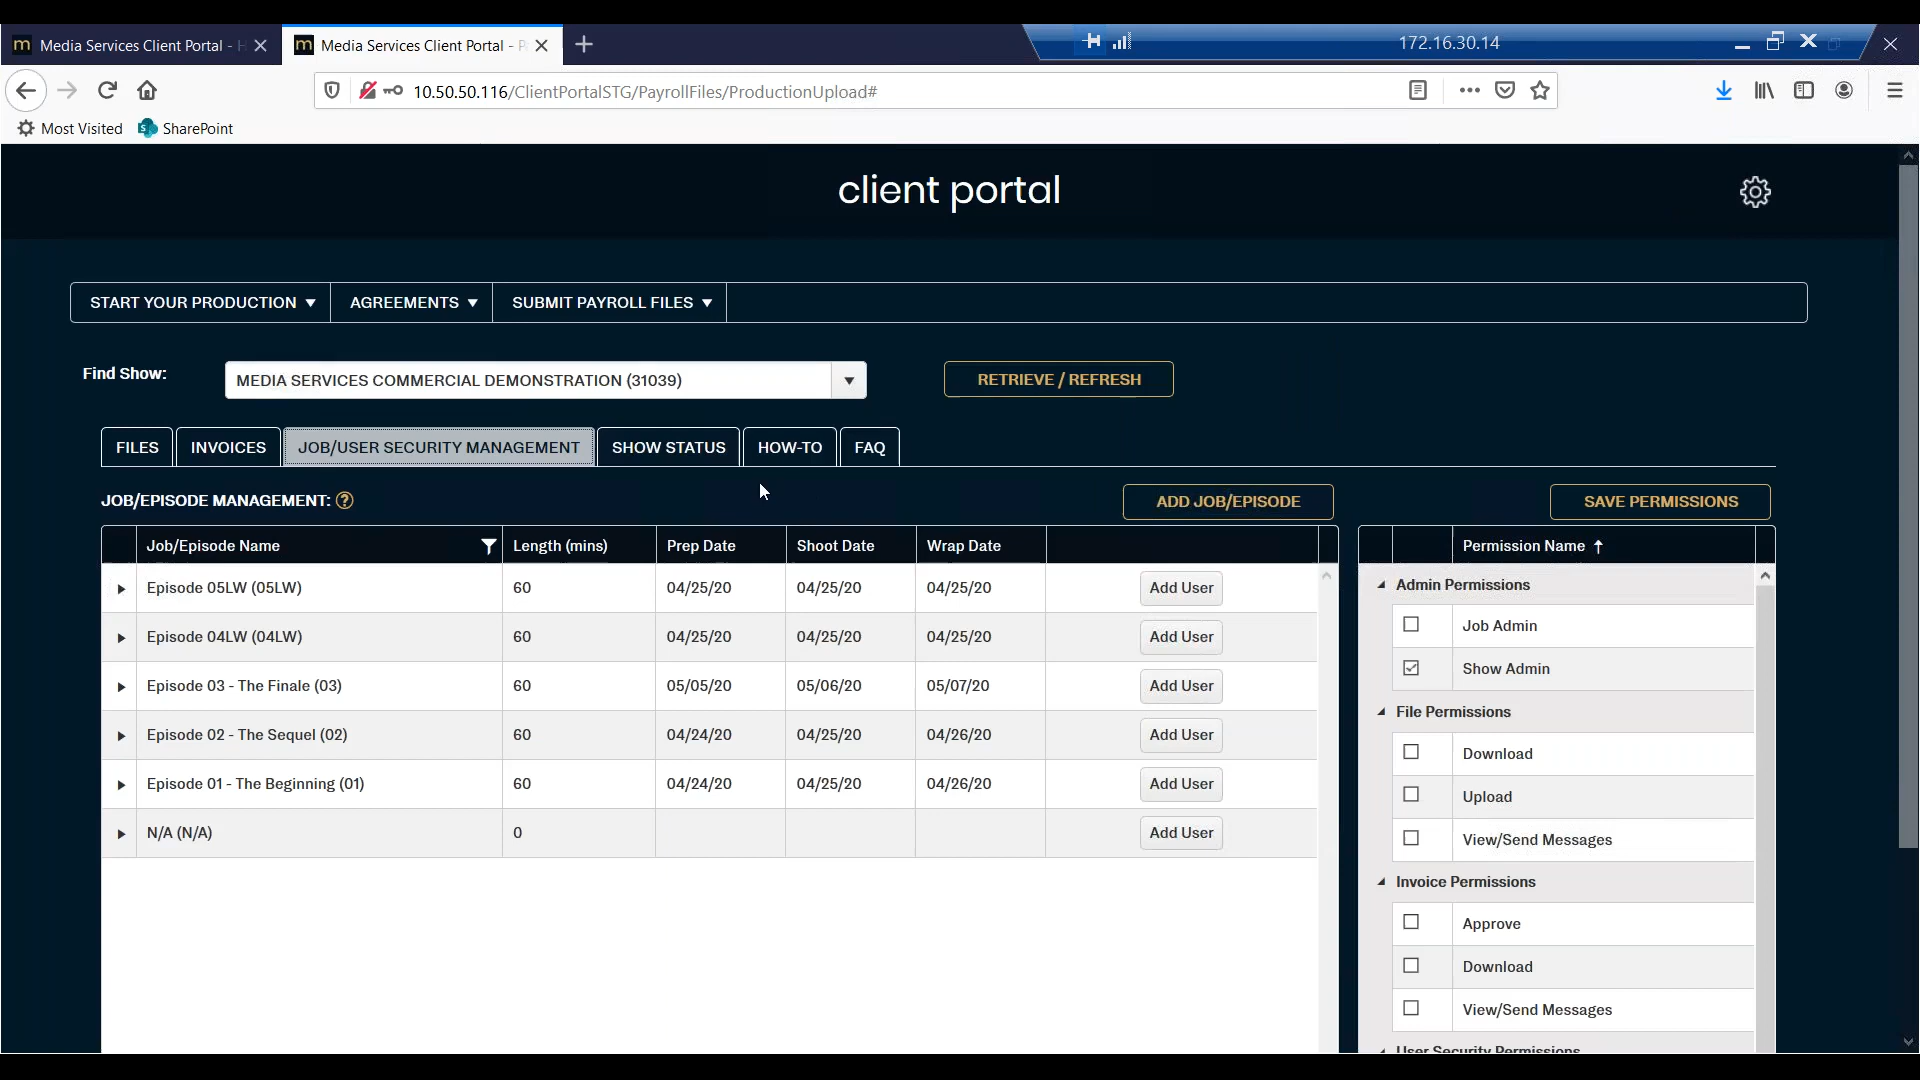 m Media Services Client Portal - H
m Media Services Client Portal - P
172.16.30.14
10.50.50.116/ClientPortalSTG/PayrollFiles/ProductionUpload#
Most Visited
SharePoint
client portal
START YOUR PRODUCTION
AGREEMENTS
SUBMIT PAYROLL FILES
Find Show:
MEDIA SERVICES COMMERCIAL DEMONSTRATION (31039)
RETRIEVE / REFRESH
FILES
INVOICES
JOB/USER SECURITY MANAGEMENT
SHOW STATUS
HOW-TO
FAQ
JOB/EPISODE MANAGEMENT: ?
ADD JOB/EPISODE
SAVE PERMISSIONS
Job/Episode Name Length (mins) Prep Date Shoot Date Wrap Date
Episode 05LW (05LW) 60 04/25/20 04/25/20 04/25/20 Add User
Episode 04LW (04LW) 60 04/25/20 04/25/20 04/25/20 Add User
Episode 03 - The Finale (03) 60 05/05/20 05/06/20 05/07/20 Add User
Episode 02 - The Sequel (02) 60 04/24/20 04/25/20 04/26/20 Add User
Episode 01 - The Beginning (01) 60 04/24/20 04/25/20 04/26/20 Add User
N/A (N/A) 0 Add User
Permission Name
Admin Permissions
Job Admin
Show Admin
File Permissions
Download
Upload
View/Send Messages
Invoice Permissions
Approve
Download
View/Send Messages
User Security Permissions